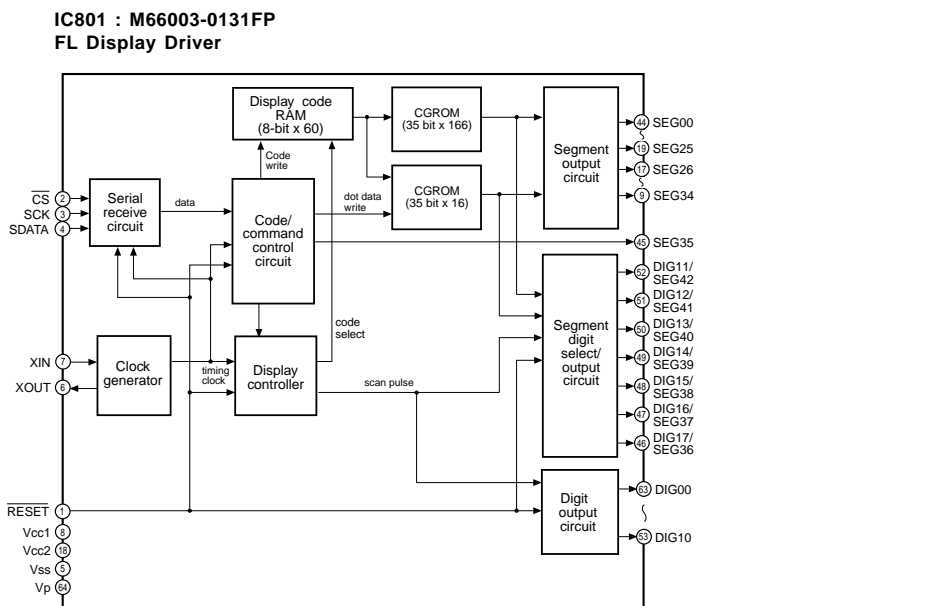 IC801 : M66003-0131FP
FL Display Driver
Display code
RAM
(8-bit x 60)
CGROM
(35 bit x 166)
Segment
output
circuit
44 SEG00
19 SEG25
17 SEG26
9 SEG34
Code
write
CGROM
(35 bit x 16)
dot data
write
CS 2
SCK 3
SDATA 4
Serial
receive
circuit
data
Code/
command
control
circuit
45 SEG35
Segment
digit
select/
output
circuit
52 DIG11/
SEG42
51 DIG12/
SEG41
50 DIG13/
SEG40
49 DIG14/
SEG39
48 DIG15/
SEG38
47 DIG16/
SEG37
46 DIG17/
SEG36
code
select
XIN 7
XOUT 6
Clock
generator
timing
clock
Display
controller
scan pulse
Digit
output
circuit
63 DIG00
53 DIG10
RESET 1
Vcc1 8
Vcc2 18
Vss 5
Vp 64